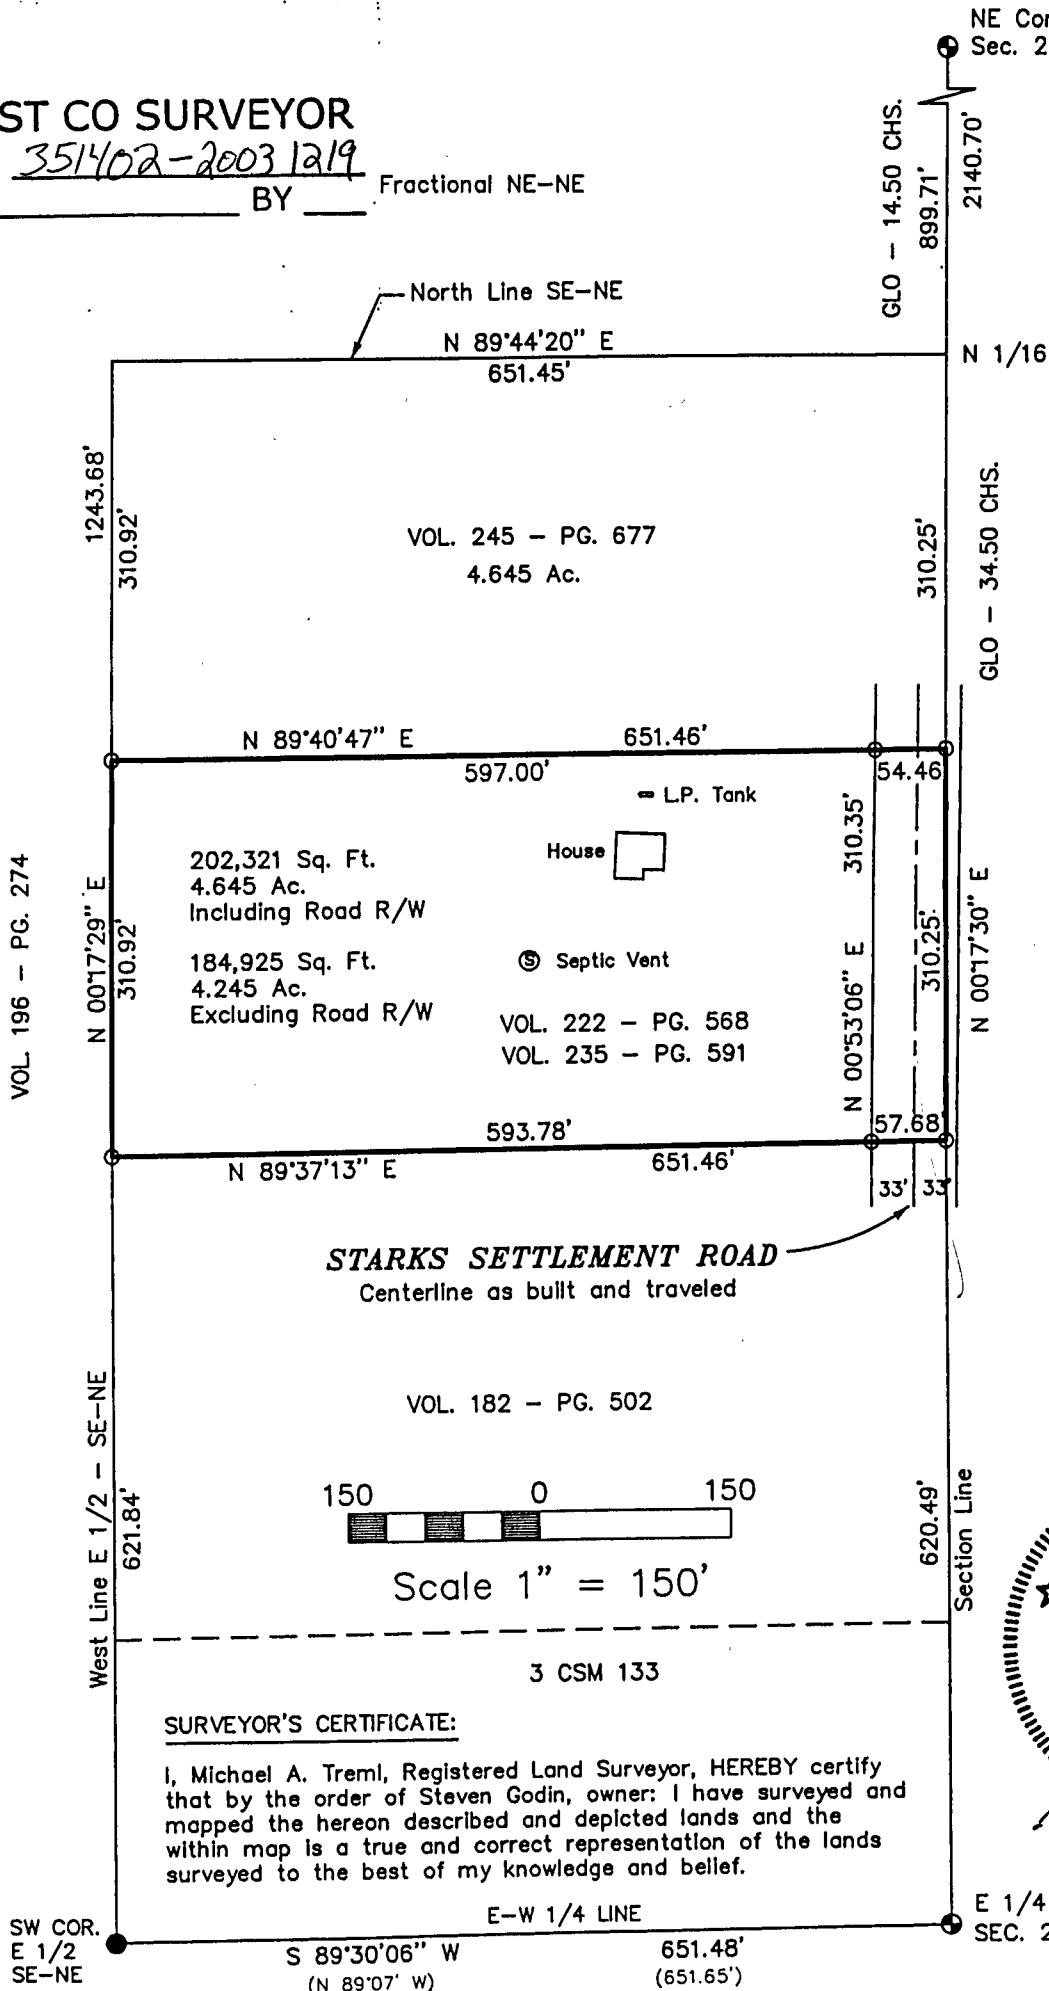 NE Cor
Sec. 2
ST CO SURVEYOR
351402-20031219
BY
Fractional NE-NE
GLO - 14.50 CHS.
899.71'
2140.70'
North Line SE-NE
N 89°44'20" E
651.45'
N 1/16
1243.68'
310.92'
VOL. 245 - PG. 677
4.645 Ac.
310.25'
GLO - 34.50 CHS.
N 89°40'47" E
651.46'
597.00'
54.46
L.P. Tank
House
202,321 Sq. Ft.
4.645 Ac.
Including Road R/W
184,925 Sq. Ft.
4.245 Ac.
Excluding Road R/W
S Septic Vent
VOL. 222 - PG. 568
VOL. 235 - PG. 591
VOL. 196 - PG. 274
N 00°17'29" E
310.92'
N 00°53'06" E
310.35'
310.25'
N 00°17'30" E
593.78'
57.68'
N 89°37'13" E
651.46'
33'
33'
STARKS SETTLEMENT ROAD
Centerline as built and traveled
VOL. 182 - PG. 502
West Line E 1/2 - SE-NE
621.84'
620.49'
Section Line
150 0 150
Scale 1" = 150'
3 CSM 133
SURVEYOR'S CERTIFICATE:
I, Michael A. Treml, Registered Land Surveyor, HEREBY certify
that by the order of Steven Godin, owner: I have surveyed and
mapped the hereon described and depicted lands and the
within map is a true and correct representation of the lands
surveyed to the best of my knowledge and belief.
E-W 1/4 LINE
E 1/4
SEC. 2
SW COR.
E 1/2
SE-NE
S 89°30'06" W
651.48'
(N 89°07' W)
(651.65')